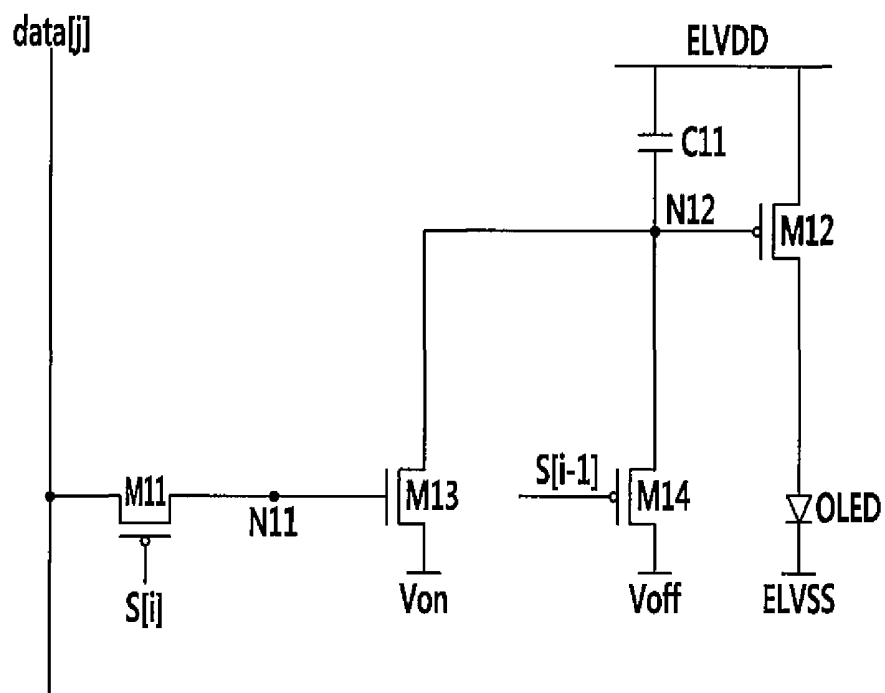 data[j]
ELVDD
C11
N12
M12
M11
N11
M13
S[i-1]
M14
OLED
S[i]
Von
Voff
ELVSS